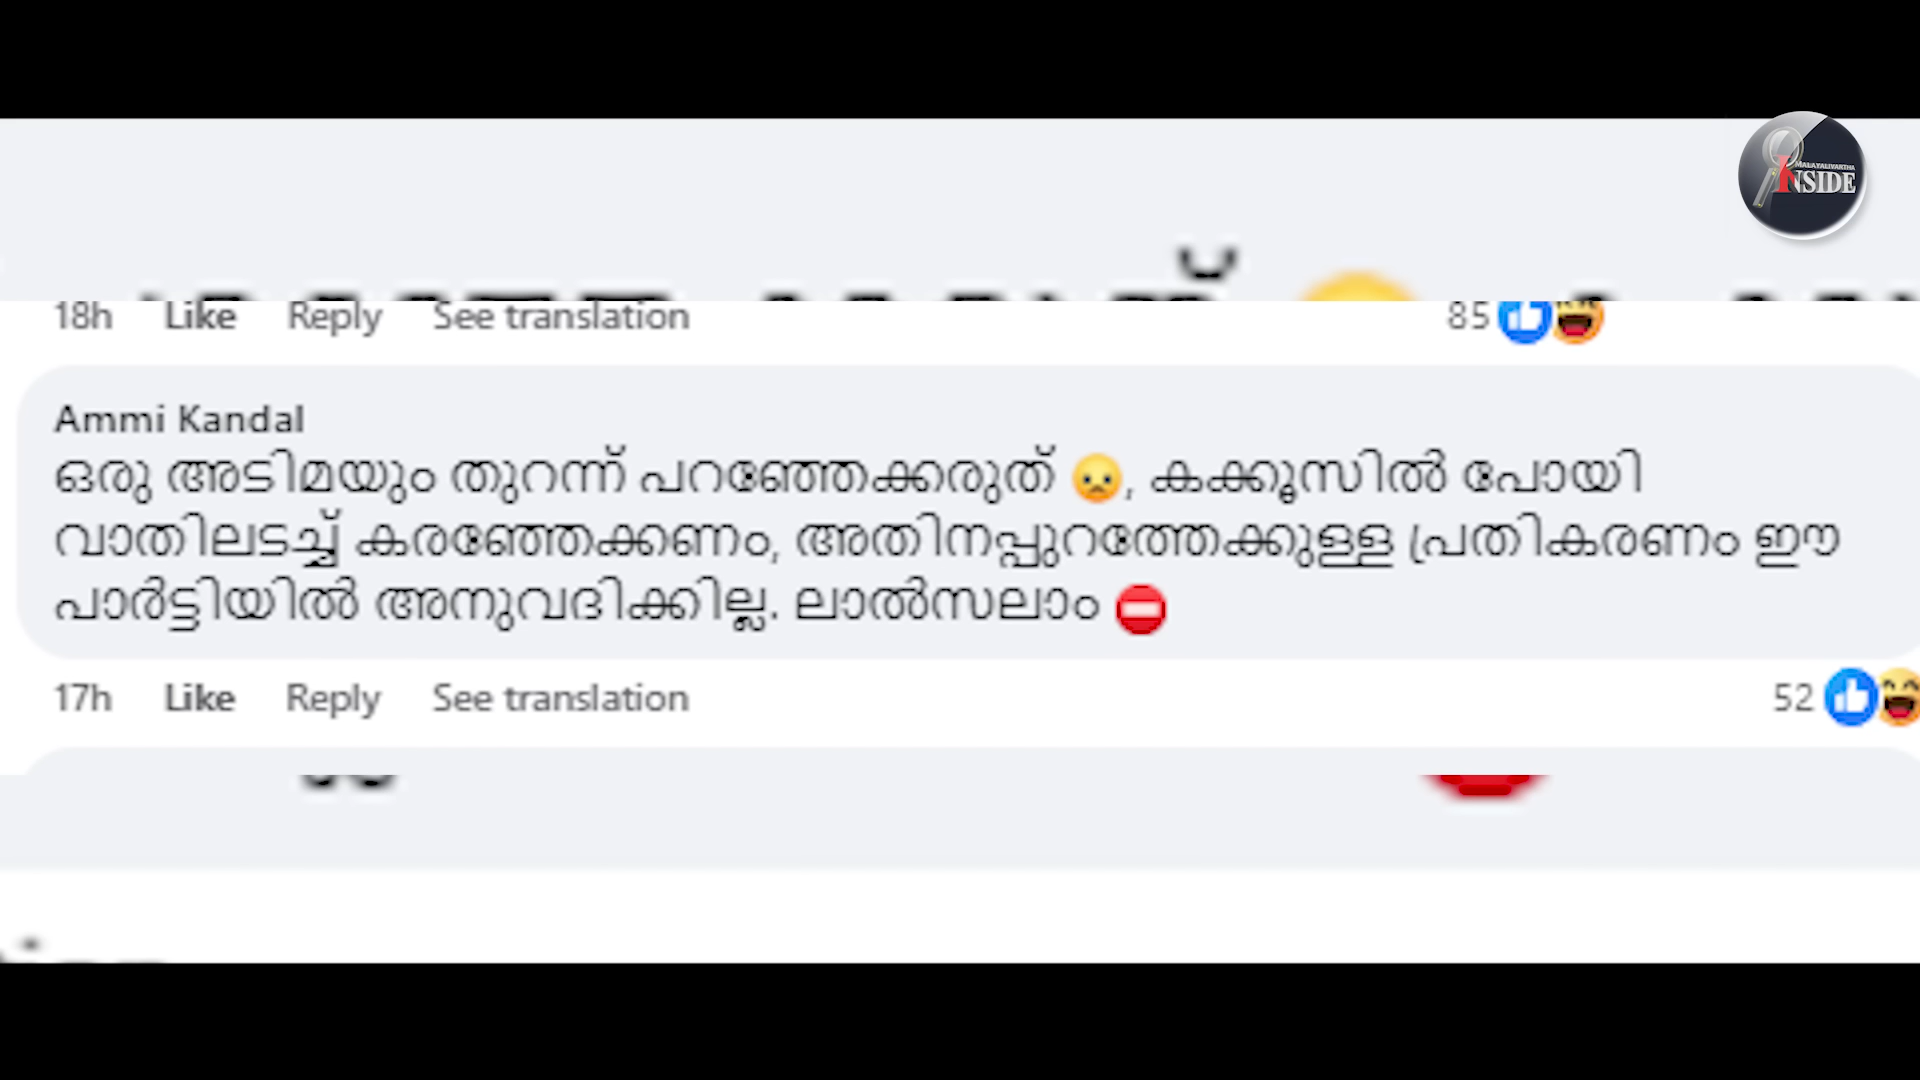 MALAYALIVARTHA
INSIDE
18h Like Reply See translation 85
Ammi Kandal
ഒരു അടിമയും തുറന്ന് പറഞ്ഞേക്കരുത് 😞, കക്കൂസിൽ പോയി
വാതിലടച്ച് കരഞ്ഞേക്കണം, അതിനപ്പുറത്തേക്കുള്ള പ്രതികരണം ഈ
പാർട്ടിയിൽ അനുവദിക്കില്ല. ലാൽസലാം ⛔
17h Like Reply See translation 52